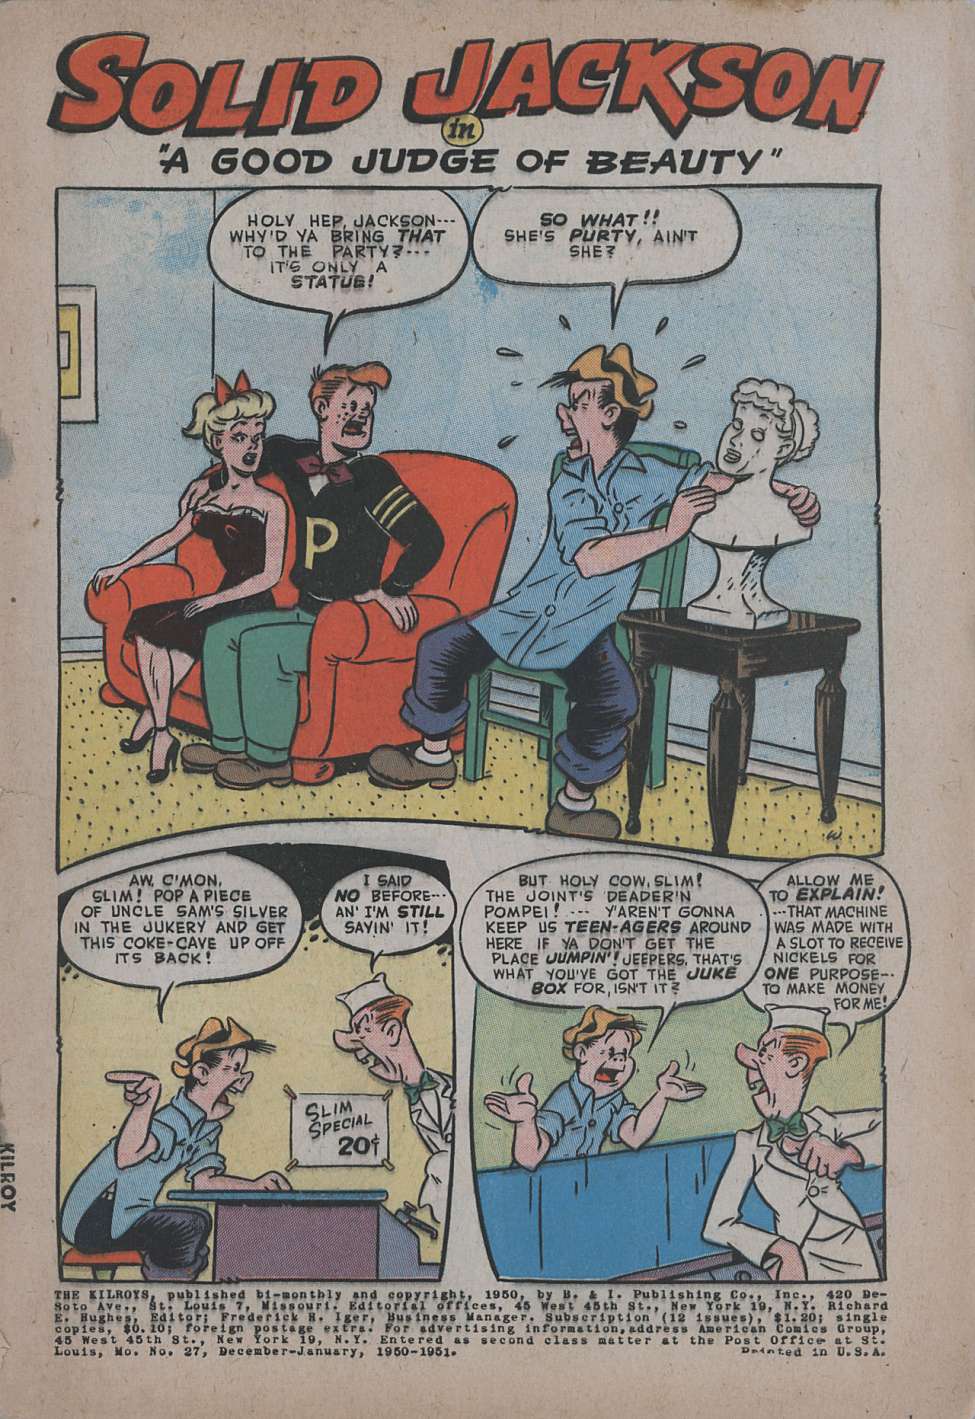 SOLID JACKSON
in
"A GOOD JUDGE OF BEAUTY"
HOLY HEP, JACKSON---
WHY'D YA BRING THAT
TO THE PARTY?---
IT'S ONLY A
STATUE!
SO WHAT!!
SHE'S PURTY, AIN'T
SHE?
P
W
AW, C'MON,
SLIM! POP A PIECE
OF UNCLE SAM'S SILVER
IN THE JUKERY AND GET
THIS COKE-CAVE UP OFF
ITS BACK!
I SAID
NO BEFORE---
AN' I'M STILL
SAYIN' IT!
SLIM
SPECIAL
20¢
BUT HOLY COW, SLIM!
THE JOINT'S DEADER'N
POMPEI! --- Y'AREN'T GONNA
KEEP US TEEN-AGERS AROUND
HERE IF YA DON'T GET THE
PLACE JUMPIN'! JEEPERS, THAT'S
WHAT YOU'VE GOT THE JUKE
BOX FOR, ISN'T IT?
ALLOW ME
TO EXPLAIN!
---THAT MACHINE
WAS MADE WITH
A SLOT TO RECEIVE
NICKELS FOR
ONE PURPOSE---
TO MAKE MONEY
FOR ME!
KILROY
THE KILROYS, published bi-monthly and copyright, 1950, by B. & I. Publishing Co., Inc., 420 De-
Soto Ave., St. Louis 7, Missouri. Editorial offices, 45 West 45th St., New York 19, N.Y. Richard
E. Hughes, Editor; Frederick H. Iger, Business Manager. Subscription (12 issues), $1.20; single
copies, $0.10; foreign postage extra. For advertising information, address American Comics Group,
45 West 45th St., New York 19, N.Y. Entered as second class matter at the Post Office at St.
Louis, Mo. No. 27, December-January, 1950-1951. Printed in U.S.A.